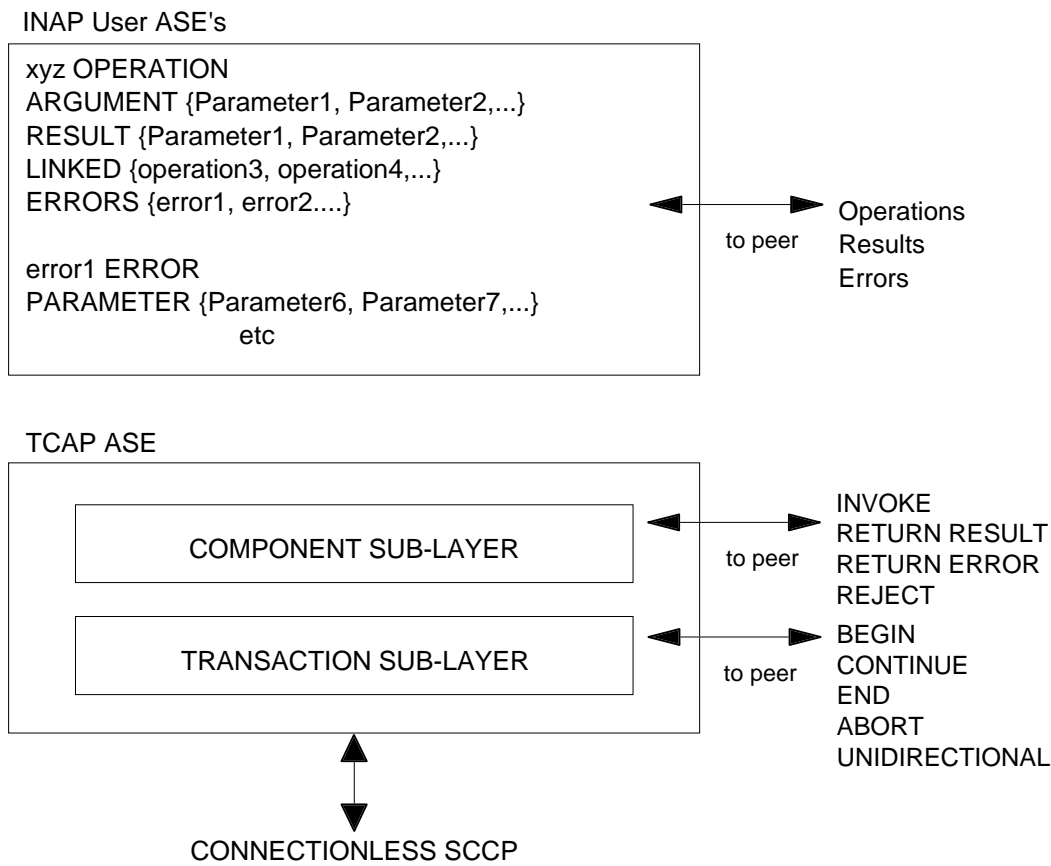 INAP User ASE's
xyz OPERATION
ARGUMENT {Parameter1, Parameter2,...}
RESULT {Parameter1, Parameter2,...}
LINKED {operation3, operation4,...}
ERRORS {error1, error2....}
error1 ERROR
PARAMETER {Parameter6, Parameter7,...}
etc
to peer
Operations
Results
Errors
TCAP ASE
COMPONENT SUB-LAYER
to peer
INVOKE
RETURN RESULT
RETURN ERROR
REJECT
TRANSACTION SUB-LAYER
to peer
BEGIN
CONTINUE
END
ABORT
UNIDIRECTIONAL
CONNECTIONLESS SCCP